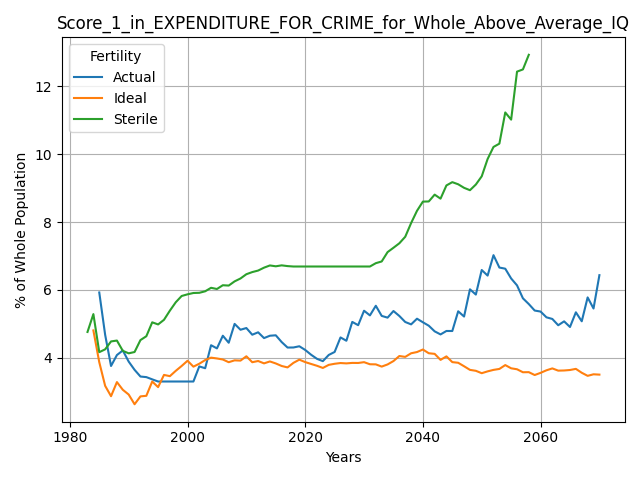 Score_1_in_EXPENDITURE_FOR_CRIME_for_Whole_Above_Average_IQ
Fertility
Actual
Ideal
Sterile
% of Whole Population
12
10
8
6
4
1980 2000 2020 2040 2060
Years